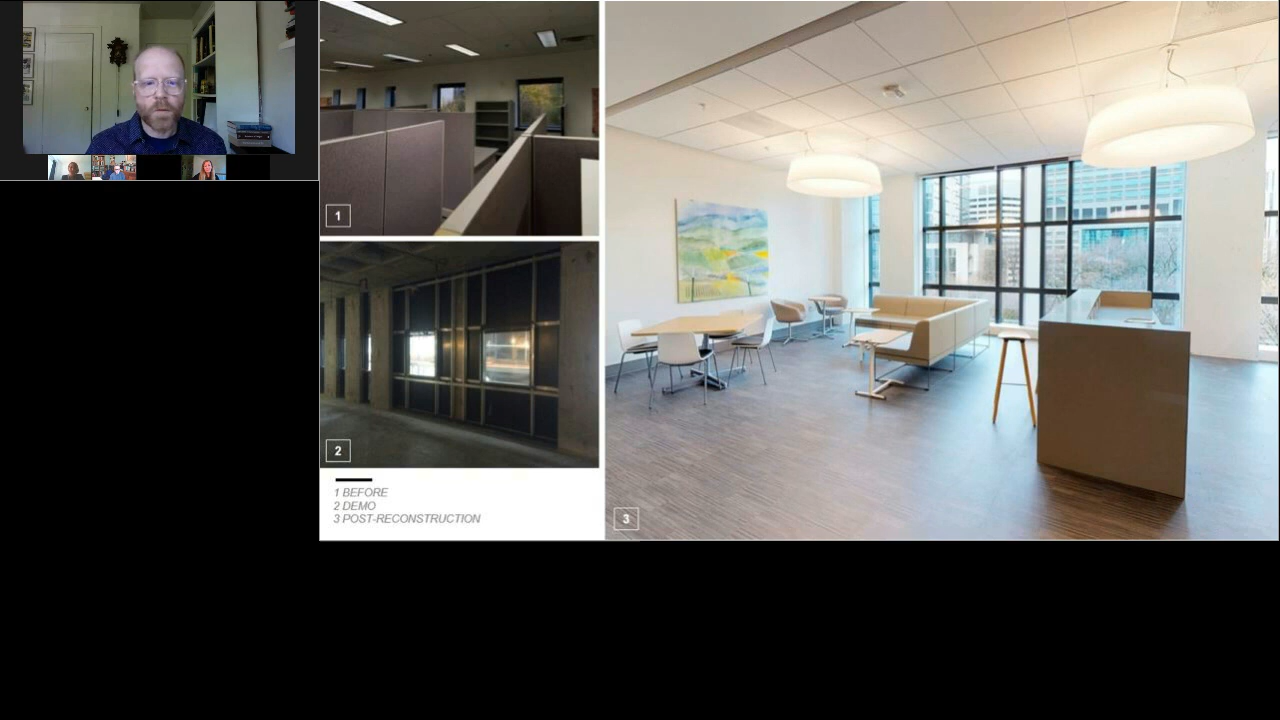 1
2
1 BEFORE
2 DEMO
3 POST-RECONSTRUCTION
3